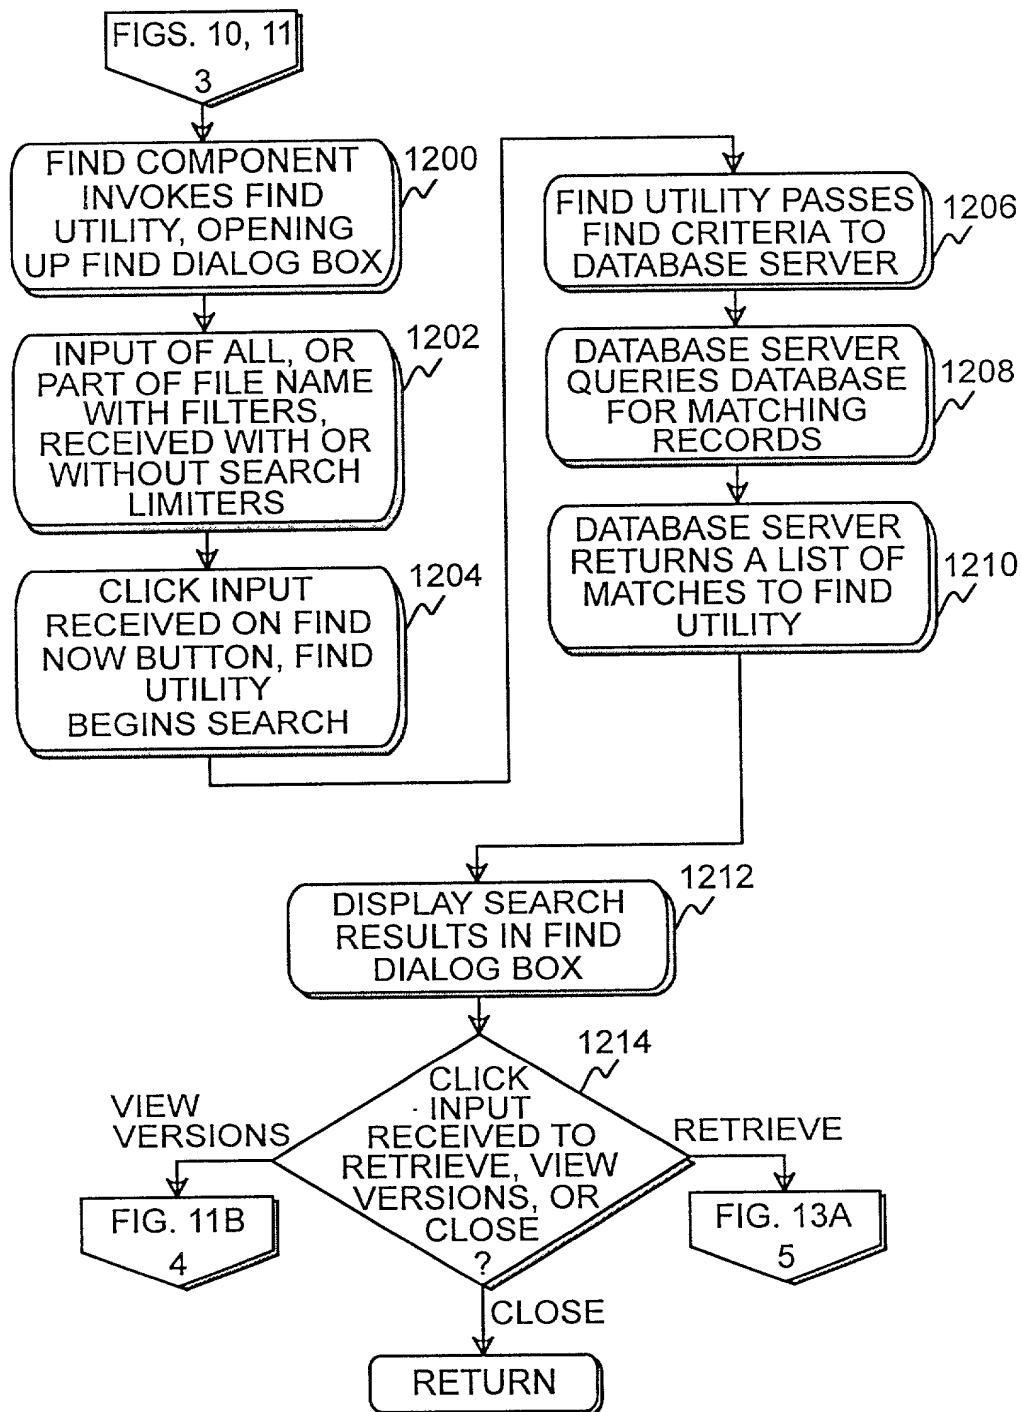 FIGS. 10, 11
3
FIND COMPONENT
INVOKES FIND
UTILITY, OPENING
UP FIND DIALOG BOX
1200
INPUT OF ALL, OR
PART OF FILE NAME
WITH FILTERS,
RECEIVED WITH OR
WITHOUT SEARCH
LIMITERS
1202
CLICK INPUT
RECEIVED ON FIND
NOW BUTTON, FIND
UTILITY
BEGINS SEARCH
1204
FIND UTILITY PASSES
FIND CRITERIA TO
DATABASE SERVER
1206
DATABASE SERVER
QUERIES DATABASE
FOR MATCHING
RECORDS
1208
DATABASE SERVER
RETURNS A LIST OF
MATCHES TO FIND
UTILITY
1210
DISPLAY SEARCH
RESULTS IN FIND
DIALOG BOX
1212
CLICK
INPUT
RECEIVED TO
RETRIEVE, VIEW
VERSIONS, OR
CLOSE
?
1214
VIEW
VERSIONS
FIG. 11B
4
RETRIEVE
FIG. 13A
5
CLOSE
RETURN